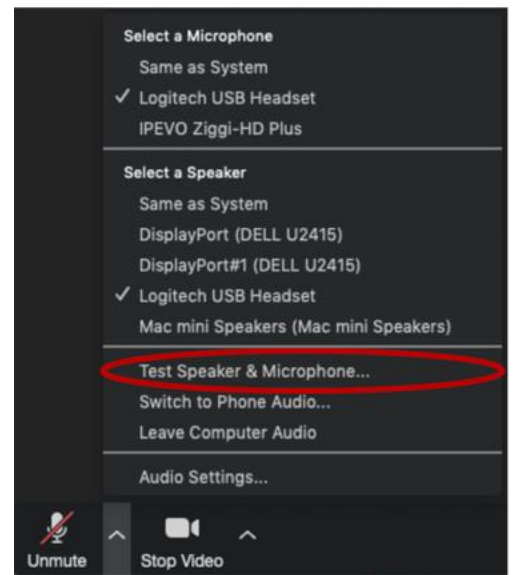 Select a Microphone
Same as System
✓ Logitech USB Headset
IPEVO Ziggi-HD Plus
Select a Speaker
Same as System
DisplayPort (DELL U2415)
DisplayPort#1 (DELL U2415)
✓ Logitech USB Headset
Mac mini Speakers (Mac mini Speakers)
Test Speaker & Microphone...
Switch to Phone Audio...
Leave Computer Audio
Audio Settings...
Unmute Stop Video